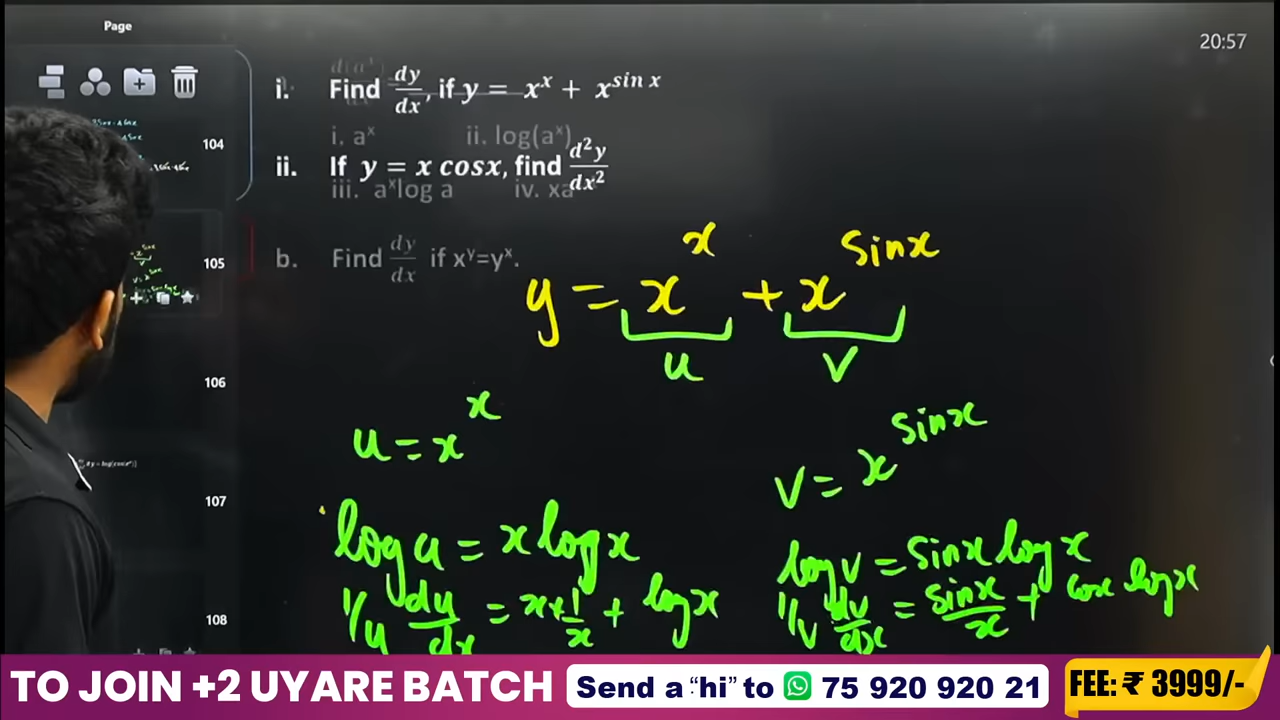 Page
20:57
104
105
106
107
108
i. Find dy/dx, if y = x^x + x^{sin x}
i. a^x ii. log(a^x)
ii. If y = x cosx, find d²y/dx²
iii. a^x log a iv. xa
b. Find dy/dx if x^y=y^x.
y = x^x + x^{sinx}
u v
u = x^x
v = x^{sinx}
log u = x log x
log v = sinx log x
1/u du/dx = x × 1/x + log x
1/v dv/dx = sinx/x + cosx log x
TO JOIN +2 UYARE BATCH
Send a “hi” to 75 920 920 21
FEE: ₹ 3999/-